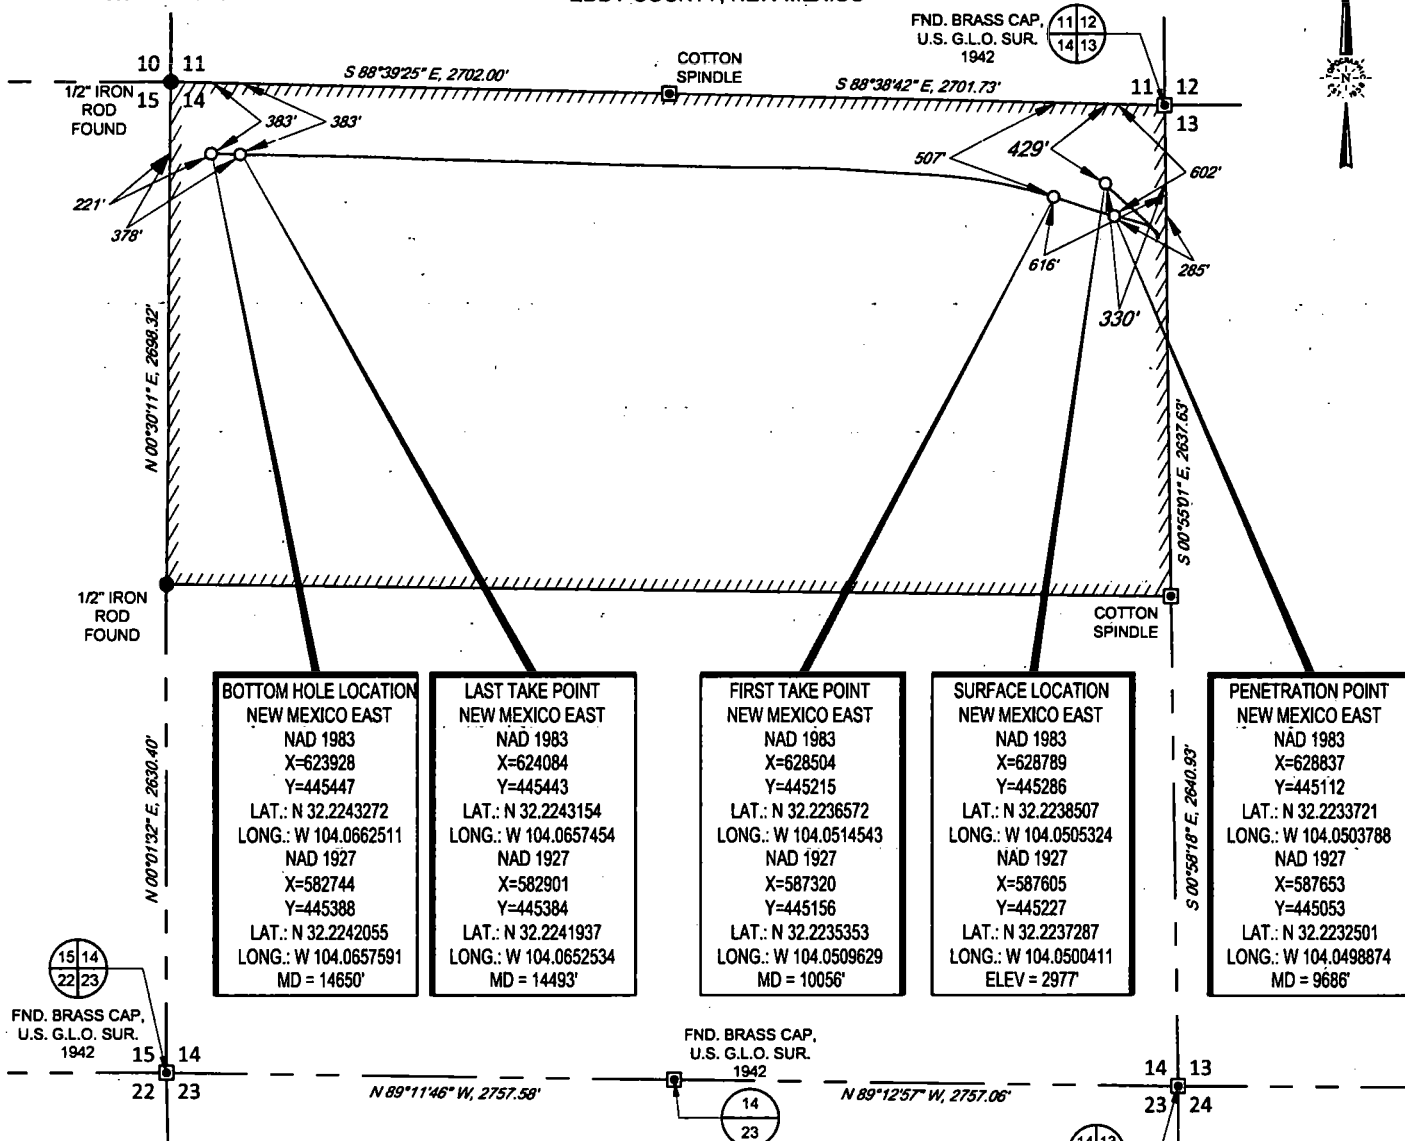 FND. BRASS CAP,
U.S. G.L.O. SUR.
1942
11 12
14 13
10 11
15 14
1/2" IRON
ROD
FOUND
S 88°39'25" E, 2702.00'
COTTON
SPINDLE
S 88°38'42" E, 2701.73'
11 12
13
N
383'
383'
507'
429'
602'
221'
378'
616'
285'
330'
N 00°30'11" E, 2698.32'
S 00°55'01" E, 2637.63'
1/2" IRON
ROD
FOUND
COTTON
SPINDLE
BOTTOM HOLE LOCATION
NEW MEXICO EAST
NAD 1983
X=623928
Y=445447
LAT.: N 32.2243272
LONG.: W 104.0662511
NAD 1927
X=582744
Y=445388
LAT.: N 32.2242055
LONG.: W 104.0657591
MD = 14650'
LAST TAKE POINT
NEW MEXICO EAST
NAD 1983
X=624084
Y=445443
LAT.: N 32.2243154
LONG.: W 104.0657454
NAD 1927
X=582901
Y=445384
LAT.: N 32.2241937
LONG.: W 104.0652534
MD = 14493'
FIRST TAKE POINT
NEW MEXICO EAST
NAD 1983
X=628504
Y=445215
LAT.: N 32.2236572
LONG.: W 104.0514543
NAD 1927
X=587320
Y=445156
LAT.: N 32.2235353
LONG.: W 104.0509629
MD = 10056'
SURFACE LOCATION
NEW MEXICO EAST
NAD 1983
X=628789
Y=445286
LAT.: N 32.2238507
LONG.: W 104.0505324
NAD 1927
X=587605
Y=445227
LAT.: N 32.2237287
LONG.: W 104.0500411
ELEV = 2977'
PENETRATION POINT
NEW MEXICO EAST
NAD 1983
X=628837
Y=445112
LAT.: N 32.2233721
LONG.: W 104.0503788
NAD 1927
X=587653
Y=445053
LAT.: N 32.2232501
LONG.: W 104.0498874
MD = 9686'
N 00°01'32" E, 2630.40'
S 00°58'18" E, 2640.93'
15 14
22 23
FND. BRASS CAP,
U.S. G.L.O. SUR.
1942
15 14
22 23
N 89°11'46" W, 2757.58'
FND. BRASS CAP,
U.S. G.L.O. SUR.
1942
14
23
N 89°12'57" W, 2757.06'
14 13
23 24
14 13